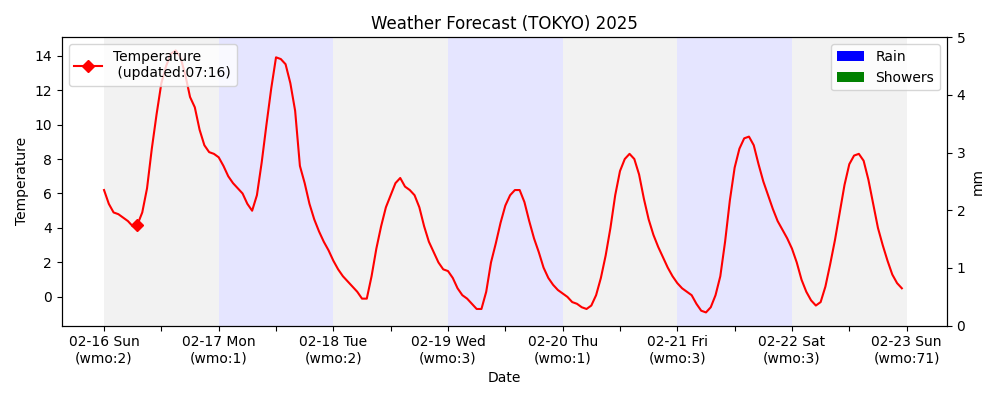 Weather Forecast (TOKYO) 2025
Temperature
(updated:07:16)
Rain
Showers
14
12
10
8
6
4
2
0
Temperature
5
4
3
2
1
0
mm
02-16 Sun
(wmo:2)
02-17 Mon
(wmo:1)
02-18 Tue
(wmo:2)
02-19 Wed
(wmo:3)
02-20 Thu
(wmo:1)
02-21 Fri
(wmo:3)
02-22 Sat
(wmo:3)
02-23 Sun
(wmo:71)
Date